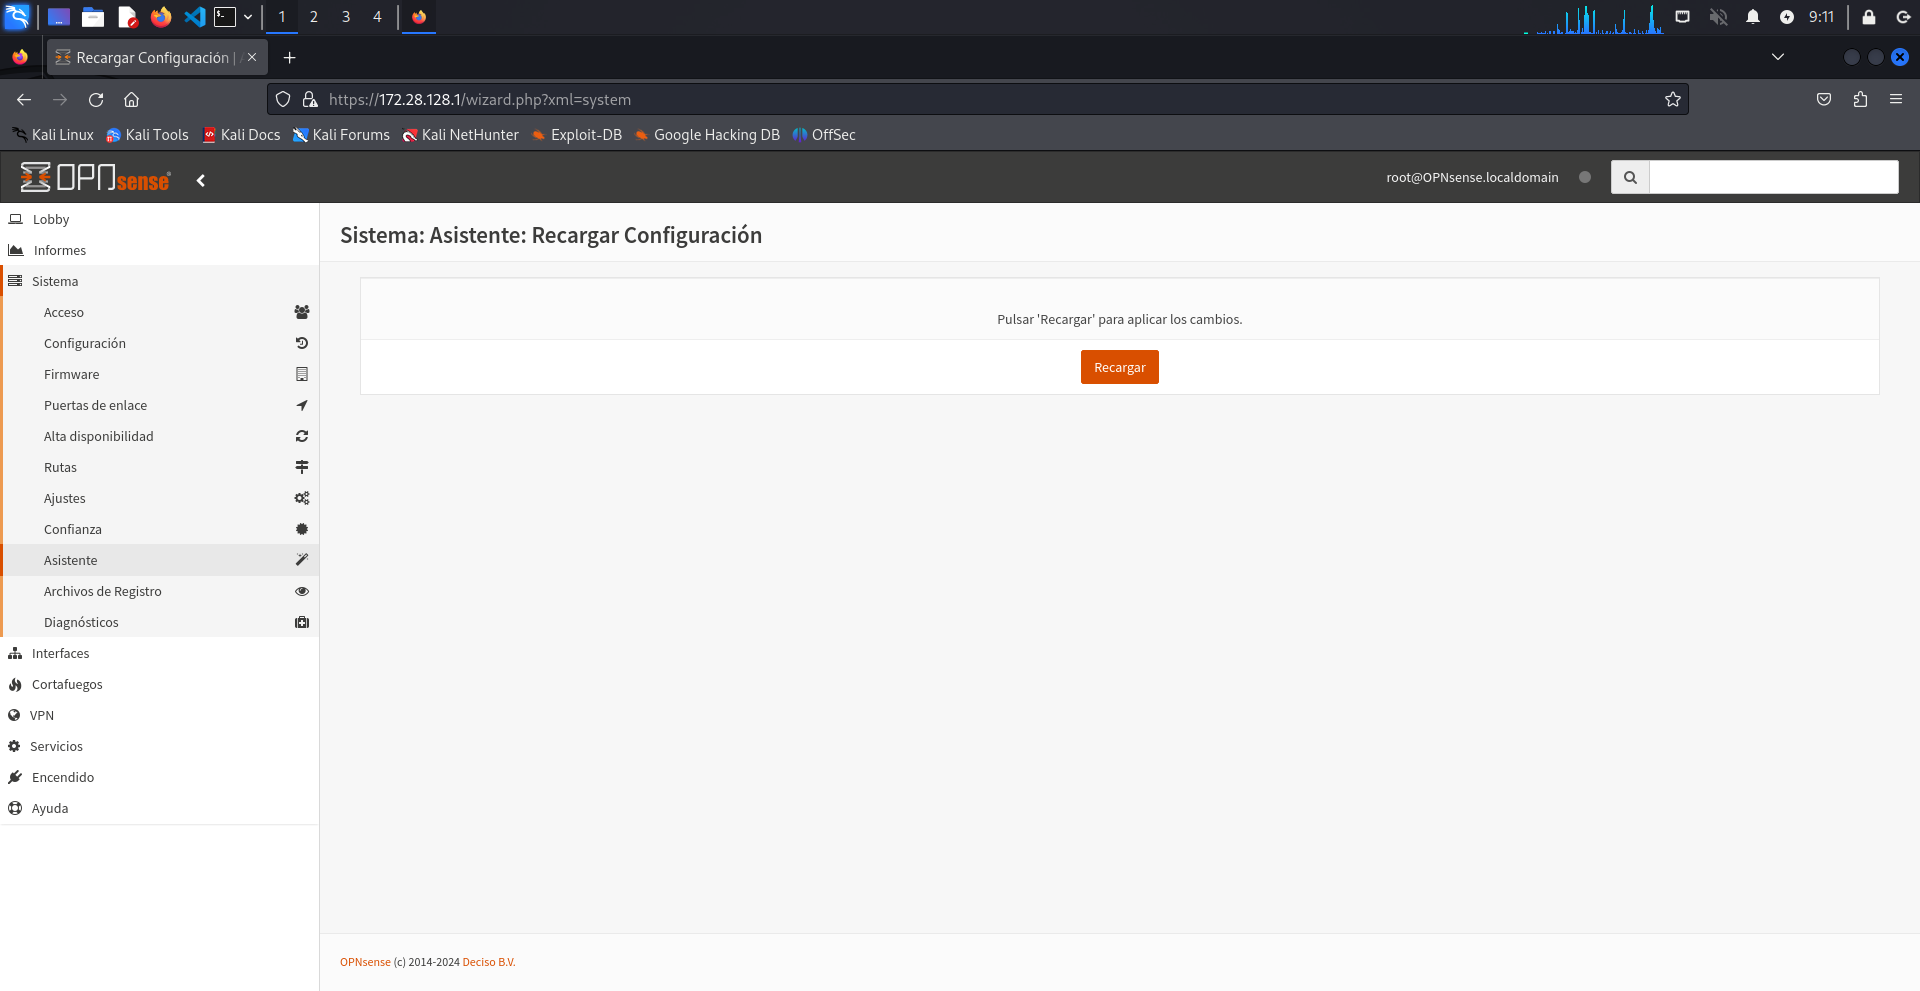 1 2 3 4
9:11
Recargar Configuración |
https://172.28.128.1/wizard.php?xml=system
Kali Linux Kali Tools Kali Docs Kali Forums Kali NetHunter Exploit-DB Google Hacking DB OffSec
OPNsense
root@OPNsense.localdomain
Lobby
Informes
Sistema
Acceso
Configuración
Firmware
Puertas de enlace
Alta disponibilidad
Rutas
Ajustes
Confianza
Asistente
Archivos de Registro
Diagnósticos
Interfaces
Cortafuegos
VPN
Servicios
Encendido
Ayuda
Sistema: Asistente: Recargar Configuración
Pulsar 'Recargar' para aplicar los cambios.
Recargar
OPNsense (c) 2014-2024 Deciso B.V.